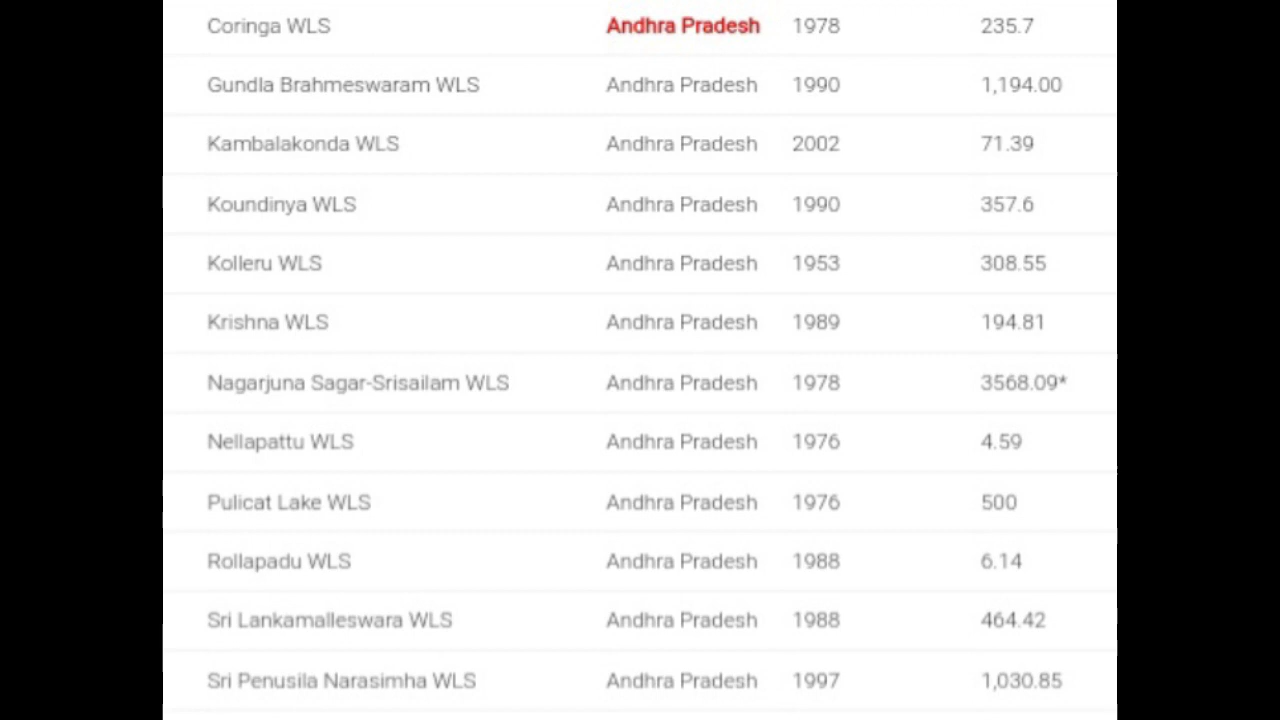 Coringa WLS Andhra Pradesh 1978 235.7
Gundla Brahmeswaram WLS Andhra Pradesh 1990 1,194.00
Kambalakonda WLS Andhra Pradesh 2002 71.39
Koundinya WLS Andhra Pradesh 1990 357.6
Kolleru WLS Andhra Pradesh 1953 308.55
Krishna WLS Andhra Pradesh 1989 194.81
Nagarjuna Sagar-Srisailam WLS Andhra Pradesh 1978 3568.09*
Nellapattu WLS Andhra Pradesh 1976 4.59
Pulicat Lake WLS Andhra Pradesh 1976 500
Rollapadu WLS Andhra Pradesh 1988 6.14
Sri Lankamalleswara WLS Andhra Pradesh 1988 464.42
Sri Penusila Narasimha WLS Andhra Pradesh 1997 1,030.85